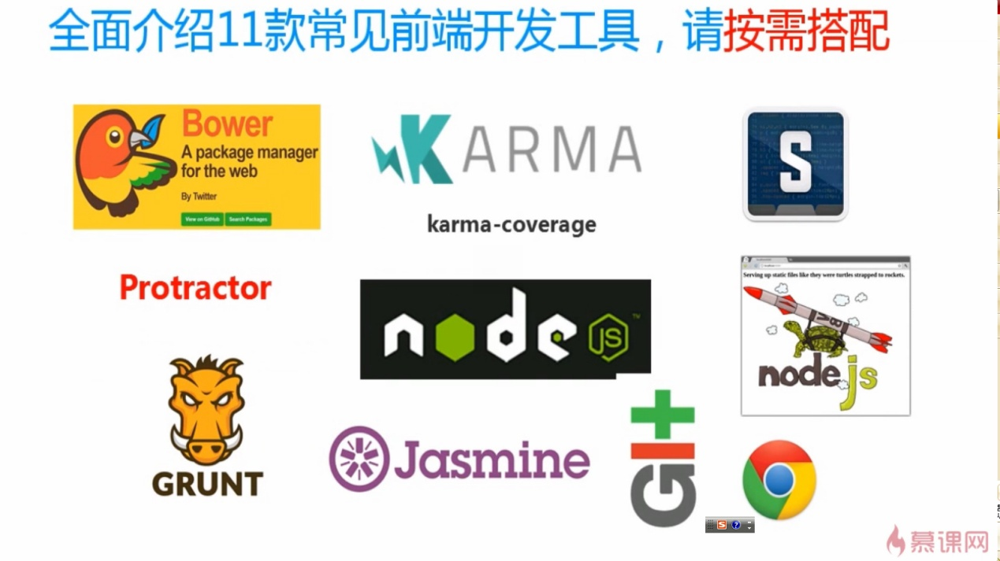 全面介绍11款常见前端开发工具，请按需搭配
Bower
A package manager
for the web
By Twitter
View on GitHub Search Packages
KARMA
karma-coverage
S
Protractor
node JS TM
Serving up static files like they were turtles strapped to rockets.
nodejs
GRUNT
Jasmine
GIt
S ?
慕课网